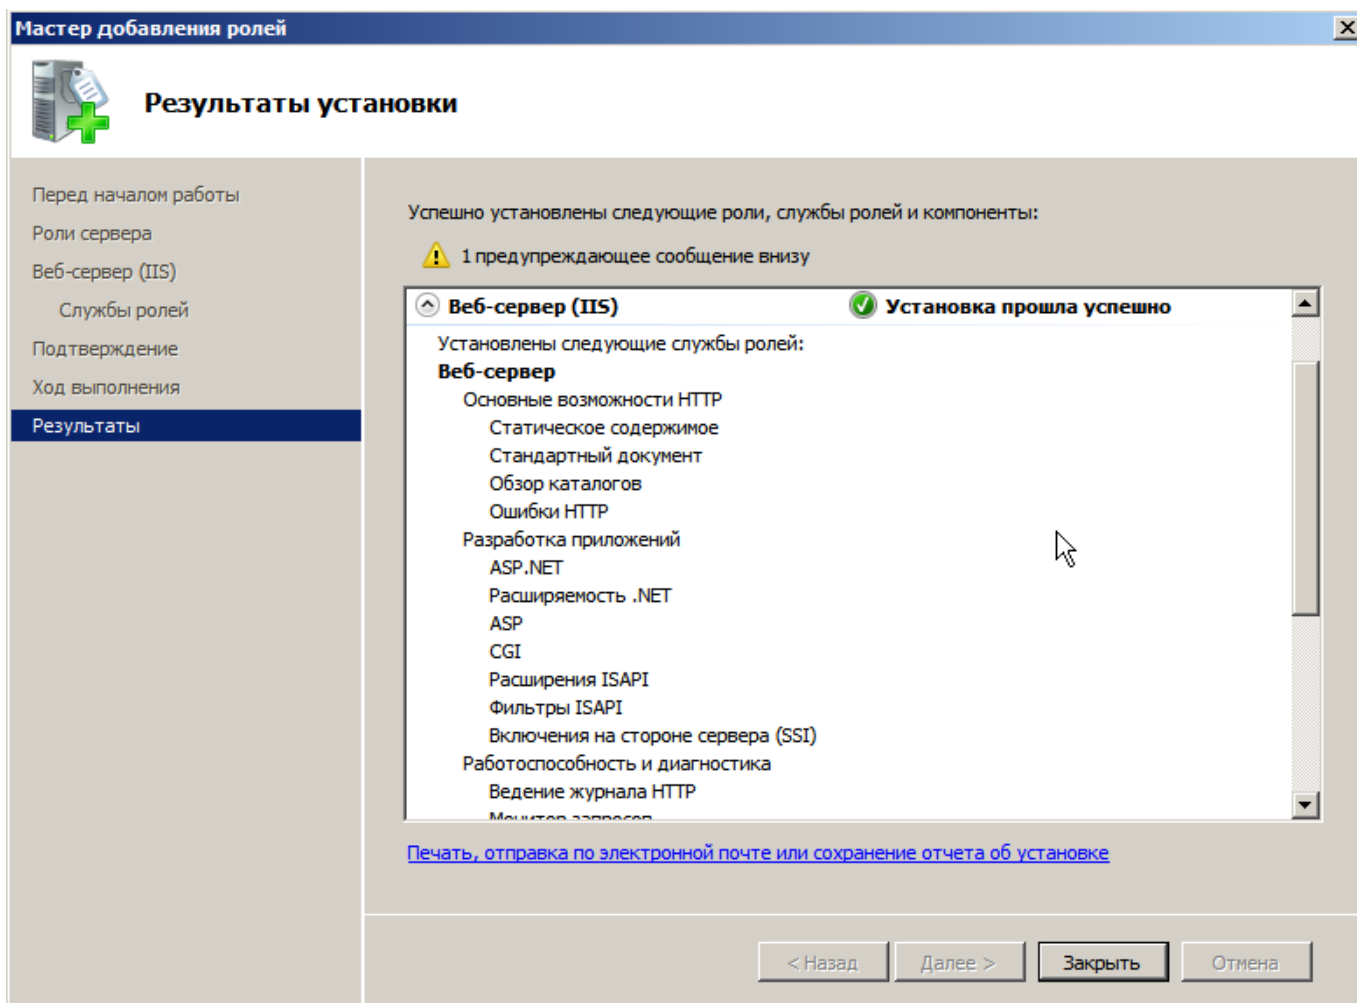 Мастер добавления ролей
Результаты установки
Перед началом работы
Роли сервера
Веб-сервер (IIS)
Службы ролей
Подтверждение
Ход выполнения
Результаты
Успешно установлены следующие роли, службы ролей и компоненты:
1 предупреждающее сообщение внизу
Веб-сервер (IIS) Установка прошла успешно
Установлены следующие службы ролей:
Веб-сервер
Основные возможности HTTP
Статическое содержимое
Стандартный документ
Обзор каталогов
Ошибки HTTP
Разработка приложений
ASP.NET
Расширяемость .NET
ASP
CGI
Расширения ISAPI
Фильтры ISAPI
Включения на стороне сервера (SSI)
Работоспособность и диагностика
Ведение журнала HTTP
Монитор запросов
Печать, отправка по электронной почте или сохранение отчета об установке
< Назад Далее > Закрыть Отмена